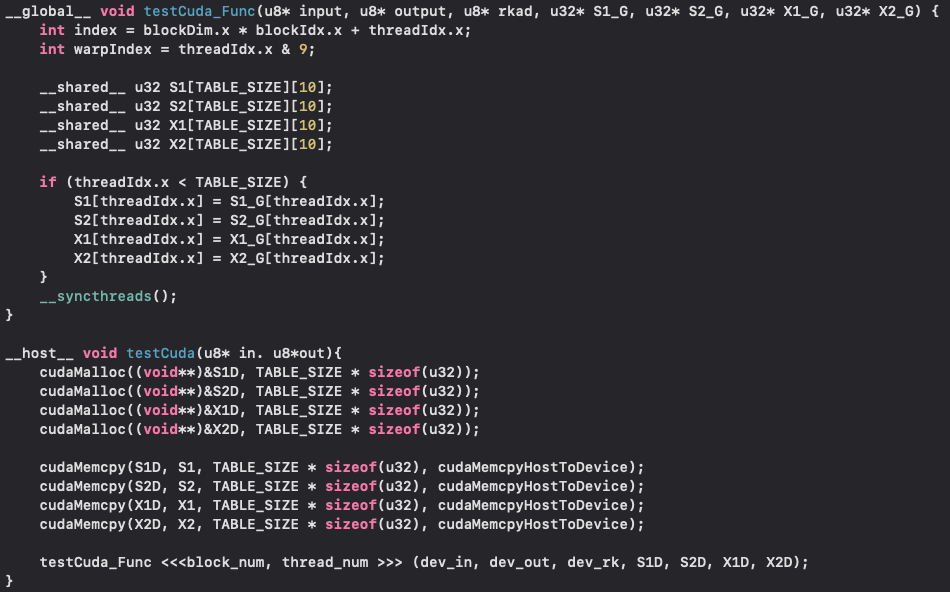 __global__ void testCuda_Func(u8* input, u8* output, u8* rkad, u32* S1_G, u32* S2_G, u32* X1_G, u32* X2_G) {
    int index = blockDim.x * blockIdx.x + threadIdx.x;
    int warpIndex = threadIdx.x & 9;

    __shared__ u32 S1[TABLE_SIZE][10];
    __shared__ u32 S2[TABLE_SIZE][10];
    __shared__ u32 X1[TABLE_SIZE][10];
    __shared__ u32 X2[TABLE_SIZE][10];

    if (threadIdx.x < TABLE_SIZE) {
        S1[threadIdx.x] = S1_G[threadIdx.x];
        S2[threadIdx.x] = S2_G[threadIdx.x];
        X1[threadIdx.x] = X1_G[threadIdx.x];
        X2[threadIdx.x] = X2_G[threadIdx.x];
    }
    __syncthreads();
}

__host__ void testCuda(u8* in. u8*out){
    cudaMalloc((void**)&S1D, TABLE_SIZE * sizeof(u32));
    cudaMalloc((void**)&S2D, TABLE_SIZE * sizeof(u32));
    cudaMalloc((void**)&X1D, TABLE_SIZE * sizeof(u32));
    cudaMalloc((void**)&X2D, TABLE_SIZE * sizeof(u32));

    cudaMemcpy(S1D, S1, TABLE_SIZE * sizeof(u32), cudaMemcpyHostToDevice);
    cudaMemcpy(S2D, S2, TABLE_SIZE * sizeof(u32), cudaMemcpyHostToDevice);
    cudaMemcpy(X1D, X1, TABLE_SIZE * sizeof(u32), cudaMemcpyHostToDevice);
    cudaMemcpy(X2D, X2, TABLE_SIZE * sizeof(u32), cudaMemcpyHostToDevice);

    testCuda_Func <<<block_num, thread_num >>> (dev_in, dev_out, dev_rk, S1D, S2D, X1D, X2D);
}